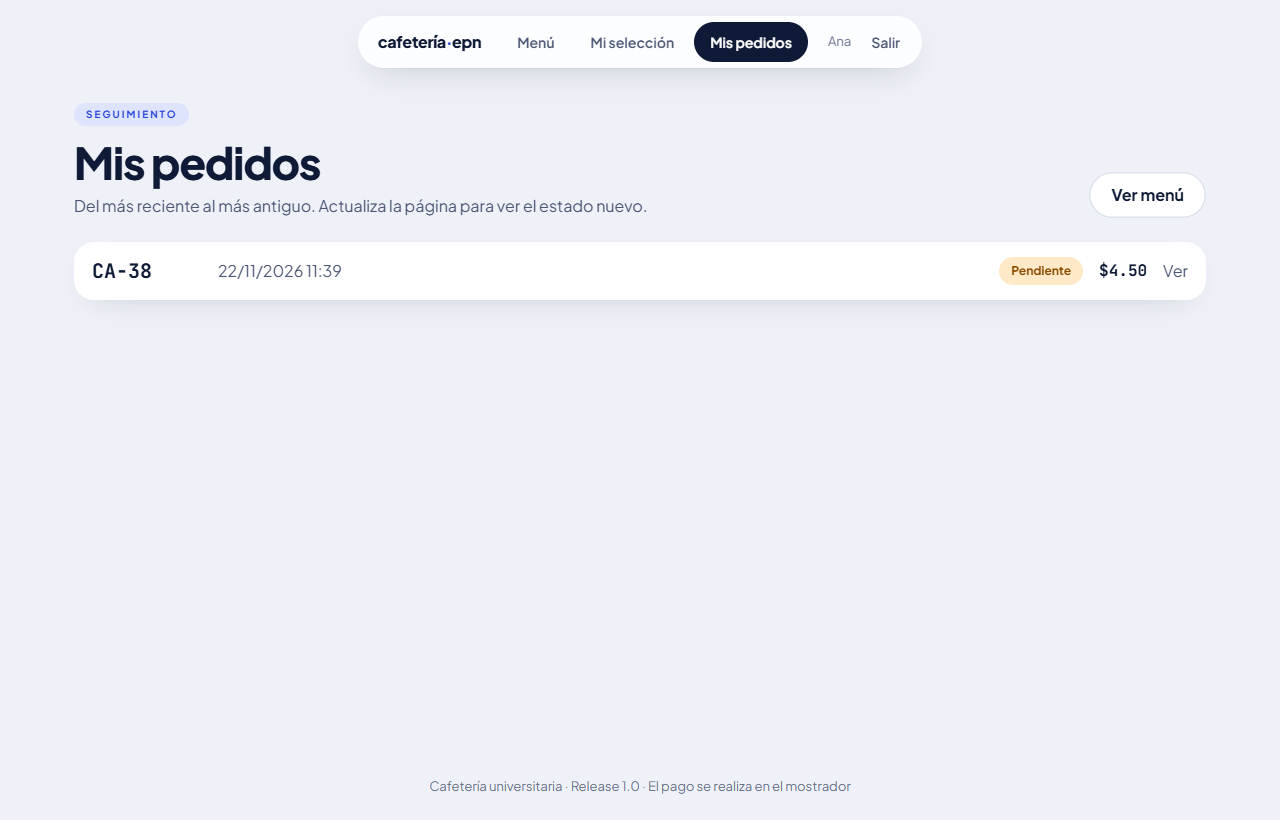 cafetería·epn Menú Mi selección Mis pedidos Ana Salir
SEGUIMIENTO
Mis pedidos
Del más reciente al más antiguo. Actualiza la página para ver el estado nuevo.
Ver menú
CA-38 22/11/2026 11:39 Pendiente $4.50 Ver
Cafetería universitaria · Release 1.0 · El pago se realiza en el mostrador